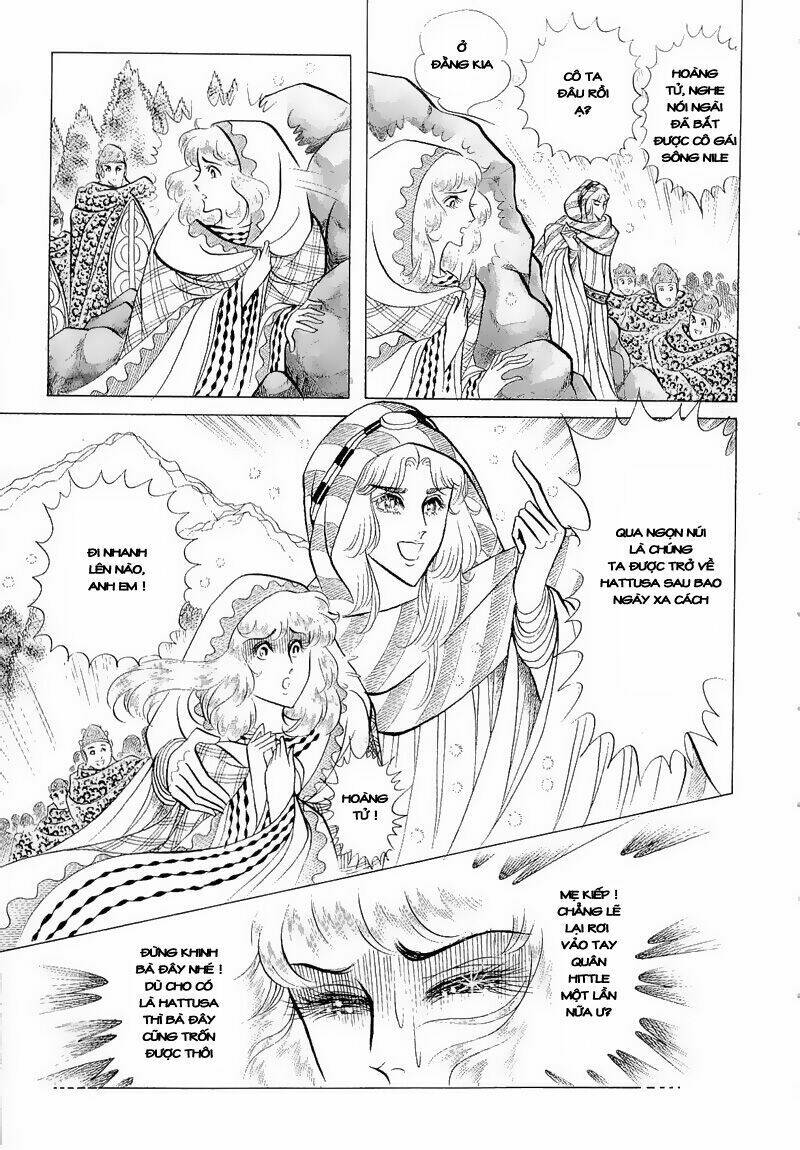 HOÀNG
TỬ, NGHE
NÓI NGÀI
ĐÃ BẮT
ĐƯỢC CÔ GÁI
SÔNG NILE
CÔ TA
ĐÂU RỒI
Ạ?
Ở
ĐẰNG KIA
QUA NGỌN NÚI
LÀ CHÚNG
TA ĐƯỢC TRỞ VỀ
HATTUSA SAU BAO
NGÀY XA CÁCH
ĐI NHANH
LÊN NÀO,
ANH EM !
HOÀNG
TỬ !
MẸ KIẾP !
CHẲNG LẼ
LẠI RƠI
VÀO TAY
QUÂN
HITTLE
MỘT LẦN
NỮA Ư?
ĐỪNG KHINH
BÀ ĐÂY NHÉ !
DÙ CHO CÓ
LÀ HATTUSA
THÌ BÀ ĐÂY
CŨNG TRỐN
ĐƯỢC THÔI